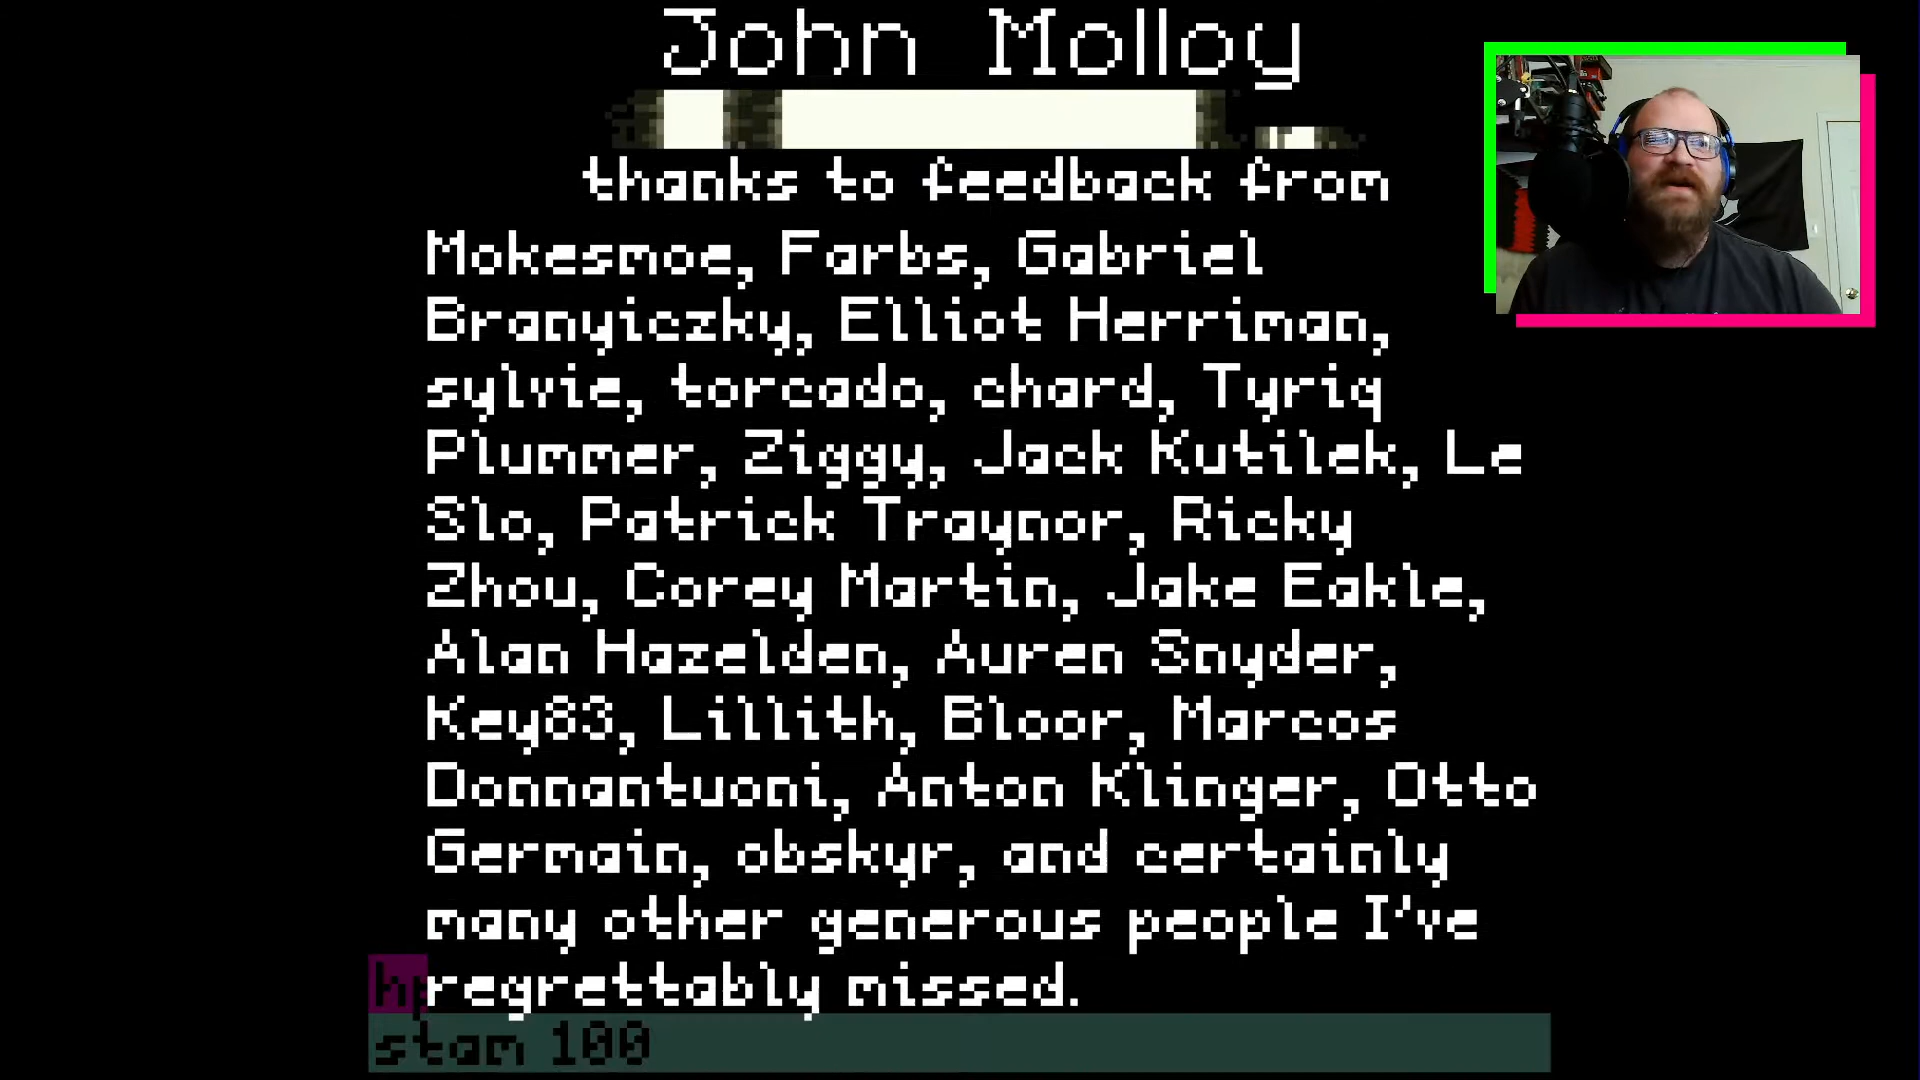 John Molloy
thanks to feedback from
Mokesmoe, Farbs, Gabriel
Branyiczky, Elliot Herriman,
sylvie, torcado, chard, Tyriq
Plummer, Ziggy, Jack Kutilek, Le
Slo, Patrick Traynor, Ricky
Zhou, Corey Martin, Jake Eakle,
Alan Hazelden, Auren Snyder,
Key83, Lillith, Bloor, Marcos
Donnantuoni, Anton Klinger, Otto
Germain, obskyr, and certainly
many other generous people I've
regrettably missed.
stam 100